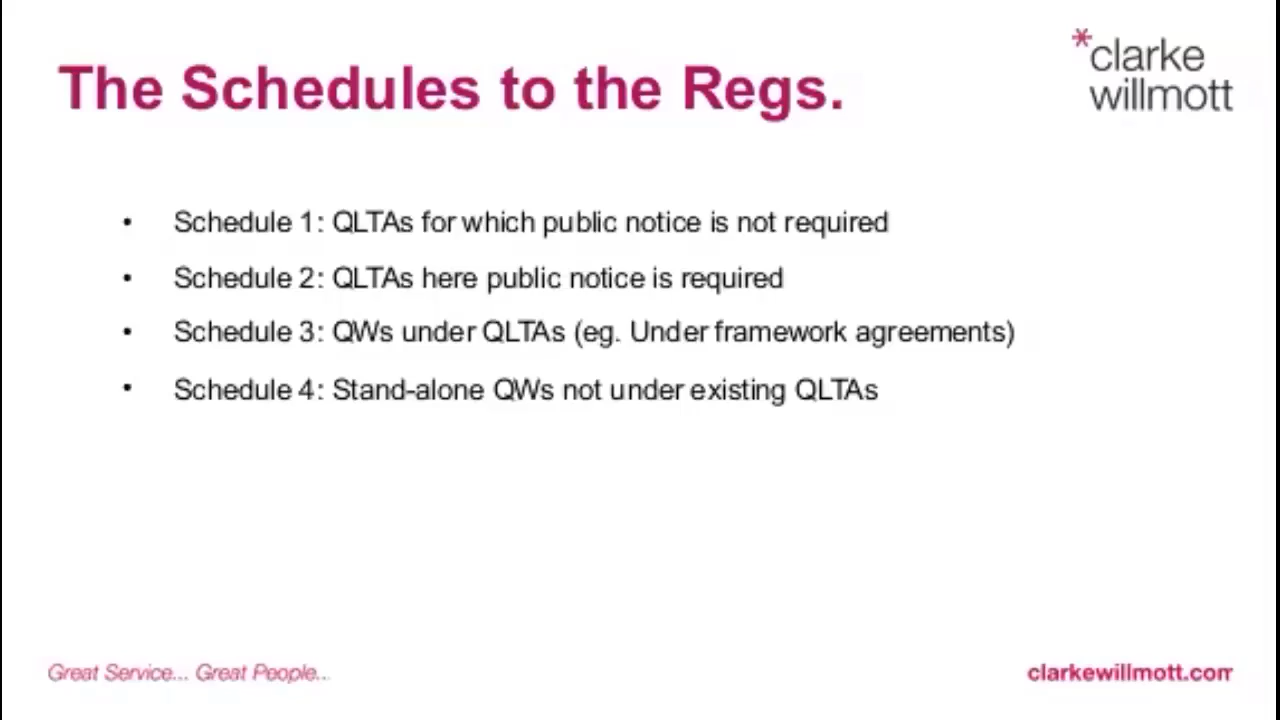 The Schedules to the Regs.
*clarke
willmott
• Schedule 1: QLTAs for which public notice is not required
• Schedule 2: QLTAs here public notice is required
• Schedule 3: QWs under QLTAs (eg. Under framework agreements)
• Schedule 4: Stand-alone QWs not under existing QLTAs
Great Service... Great People...
clarkewillmott.com